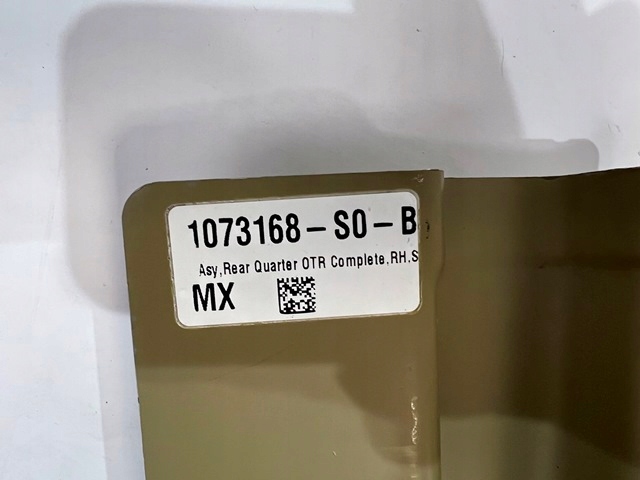 1073168-S0-B
Asy,Rear Quarter OTR Complete,RH,S
MX